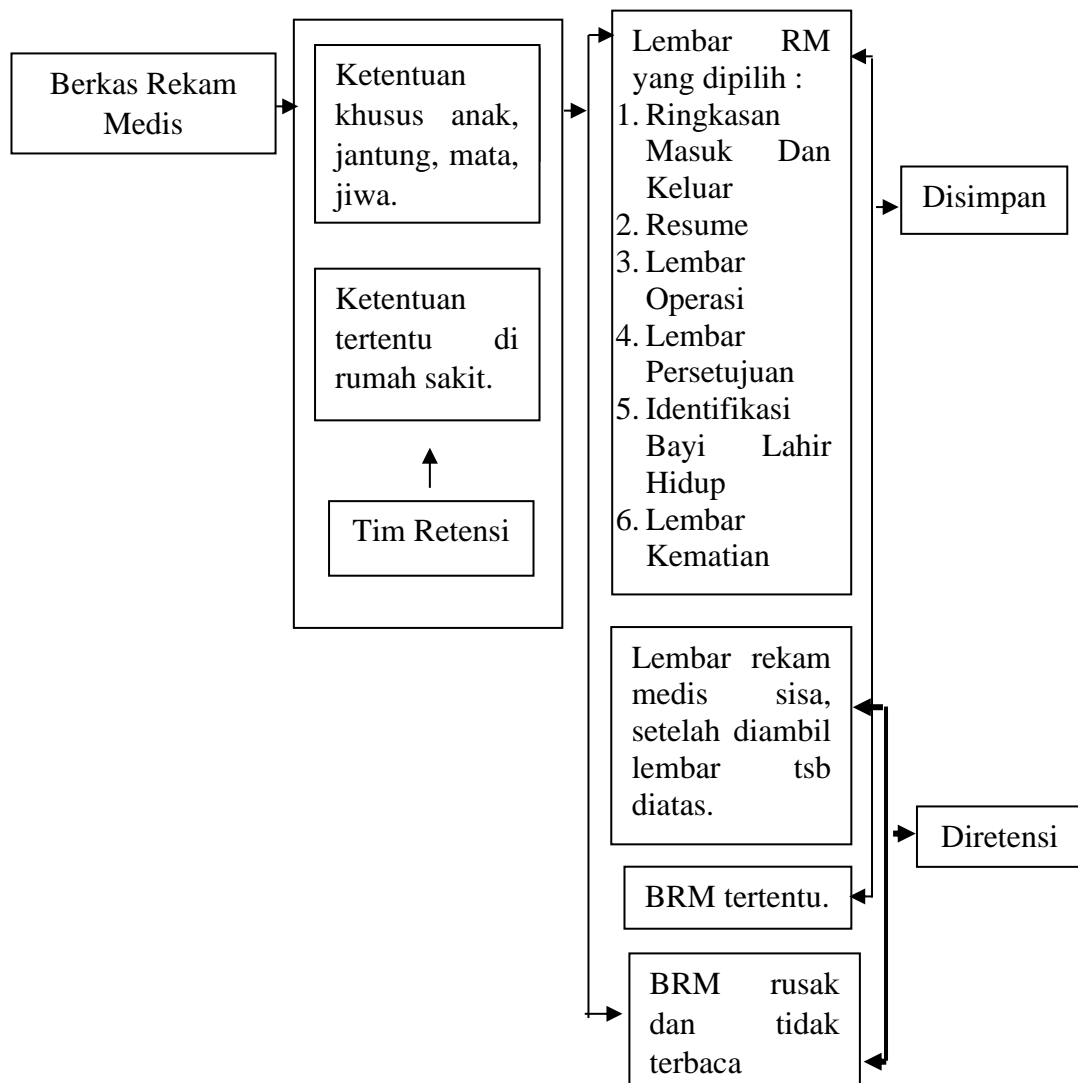 Berkas Rekam
Medis
Ketentuan
khusus anak,
jantung, mata,
jiwa.
Ketentuan
tertentu di
rumah sakit.
Tim Retensi
Lembar RM
yang dipilih :
1. Ringkasan
Masuk Dan
Keluar
2. Resume
3. Lembar
Operasi
4. Lembar
Persetujuan
5. Identifikasi
Bayi Lahir
Hidup
6. Lembar
Kematian
Lembar rekam
medis sisa,
setelah diambil
lembar tsb
diatas.
BRM tertentu.
BRM rusak
dan tidak
terbaca
Disimpan
Diretensi